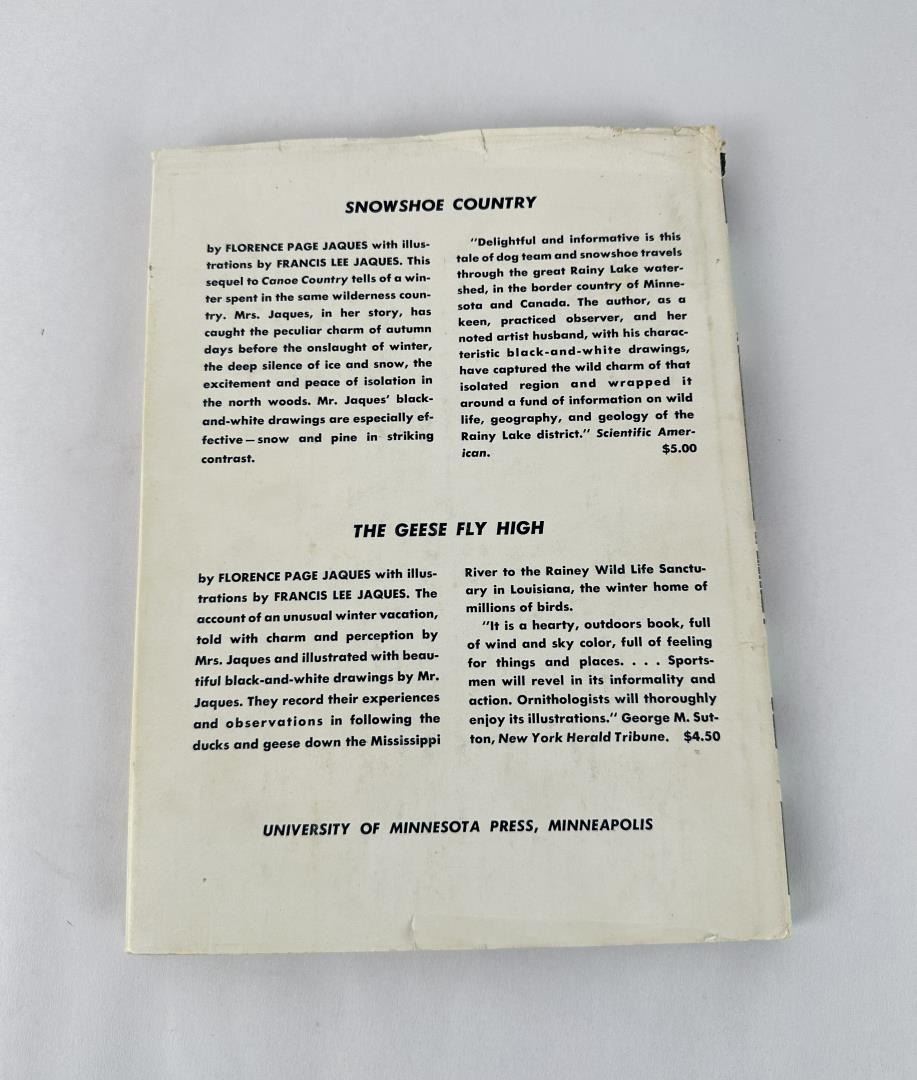 SNOWSHOE COUNTRY
by FLORENCE PAGE JAQUES with illus-
trations by FRANCIS LEE JAQUES. This
sequel to Canoe Country tells of a win-
ter spent in the same wilderness coun-
try. Mrs. Jaques, in her story, has
caught the peculiar charm of autumn
days before the onslaught of winter,
the deep silence of ice and snow, the
excitement and peace of isolation in
the north woods. Mr. Jaques' black-
and-white drawings are especially ef-
fective—snow and pine in striking
contrast.
"Delightful and informative is this
tale of dog team and snowshoe travels
through the great Rainy Lake water-
shed, in the border country of Minne-
sota and Canada. The author, as a
keen, practiced observer, and her
noted artist husband, with his charac-
teristic black-and-white drawings,
have captured the wild charm of that
isolated region and wrapped it
around a fund of information on wild
life, geography, and geology of the
Rainy Lake district." Scientific Amer-
ican. $5.00
THE GEESE FLY HIGH
by FLORENCE PAGE JAQUES with illus-
trations by FRANCIS LEE JAQUES. The
account of an unusual winter vacation,
told with charm and perception by
Mrs. Jaques and illustrated with beau-
tiful black-and-white drawings by Mr.
Jaques. They record their experiences
and observations in following the
ducks and geese down the Mississippi
River to the Rainey Wild Life Sanctu-
ary in Louisiana, the winter home of
millions of birds.
"It is a hearty, outdoors book, full
of wind and sky color, full of feeling
for things and places. . . . Sports-
men will revel in its informality and
action. Ornithologists will thoroughly
enjoy its illustrations." George M. Sut-
ton, New York Herald Tribune. $4.50
UNIVERSITY OF MINNESOTA PRESS, MINNEAPOLIS